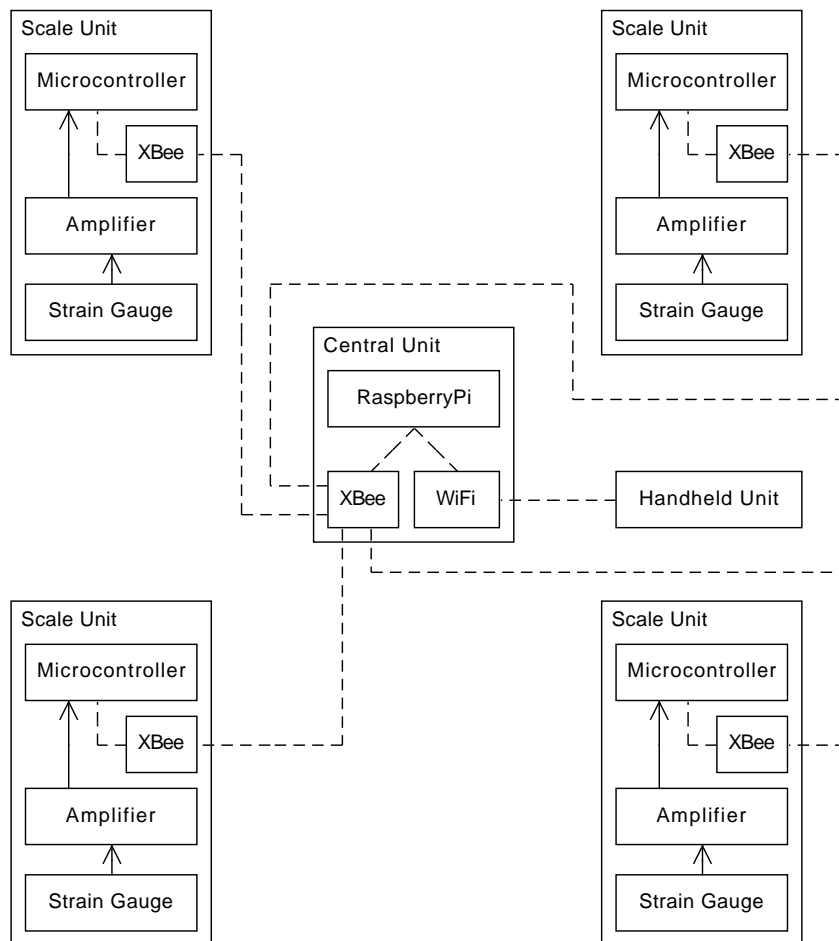 Scale Unit
Microcontroller
XBee
Amplifier
Strain Gauge
Scale Unit
Microcontroller
XBee
Amplifier
Strain Gauge
Central Unit
RaspberryPi
XBee
WiFi
Handheld Unit
Scale Unit
Microcontroller
XBee
Amplifier
Strain Gauge
Scale Unit
Microcontroller
XBee
Amplifier
Strain Gauge